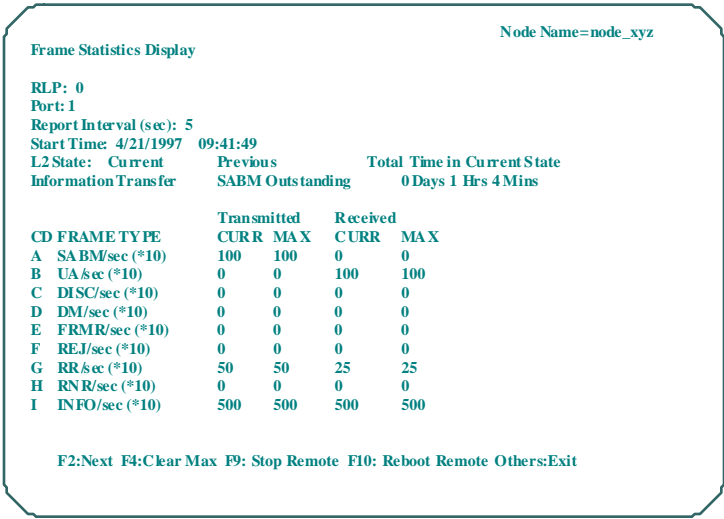 Node Name=node_xyz
Frame Statistics Display
RLP: 0
Port: 1
Report Interval (sec): 5
Start Time: 4/21/1997 09:41:49
L2 State: Current Previous Total Time in Current State
Information Transfer SABM Outstanding 0 Days 1 Hrs 4 Mins
Transmitted Received
CD FRAME TYPE CURR MAX CURR MAX
A SABM/sec (*10) 100 100 0 0
B UA/sec (*10) 0 0 100 100
C DISC/sec (*10) 0 0 0 0
D DM/sec (*10) 0 0 0 0
E FRMR/sec (*10) 0 0 0 0
F REJ/sec (*10) 0 0 0 0
G RR/sec (*10) 50 50 25 25
H RNR/sec (*10) 0 0 0 0
I INFO/sec (*10) 500 500 500 500
F2:Next F4:Clear Max F9: Stop Remote F10: Reboot Remote Others:Exit